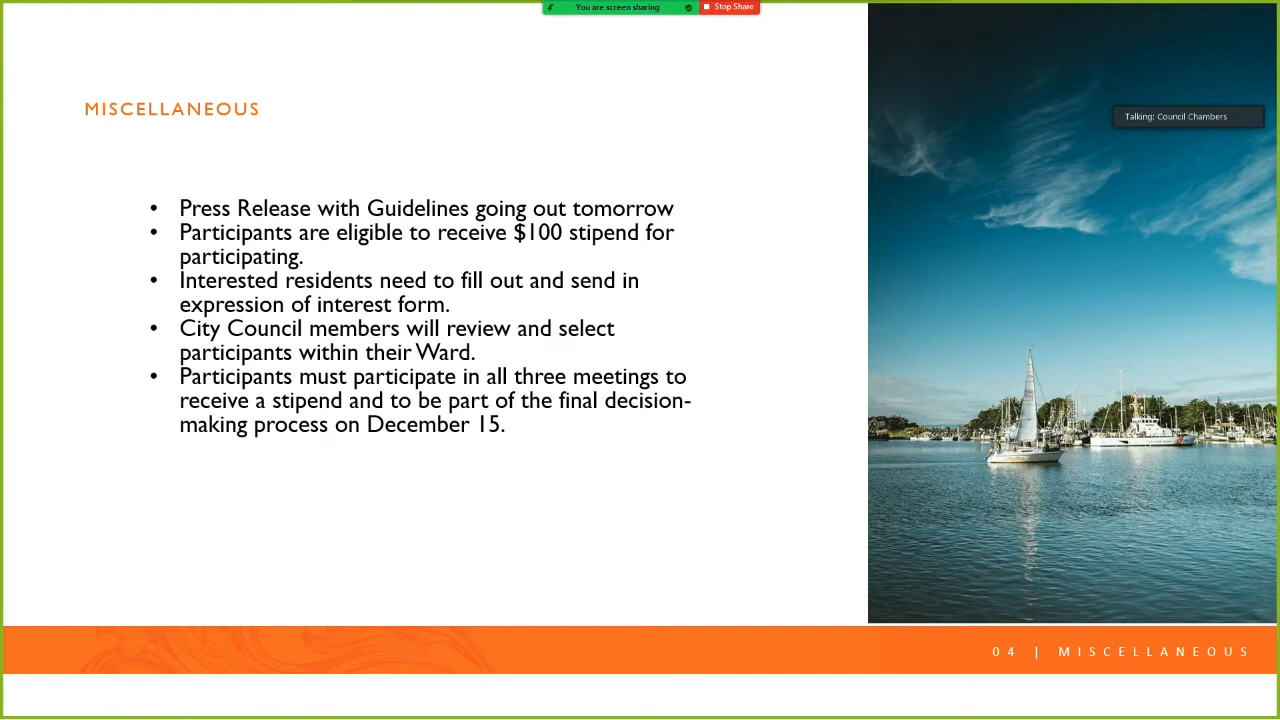 You are screen sharing
Stop Share
Talking: Council Chambers
MISCELLANEOUS
• Press Release with Guidelines going out tomorrow
• Participants are eligible to receive $100 stipend for
participating.
• Interested residents need to fill out and send in
expression of interest form.
• City Council members will review and select
participants within their Ward.
• Participants must participate in all three meetings to
receive a stipend and to be part of the final decision-
making process on December 15.
04 | MISCELLANEOUS